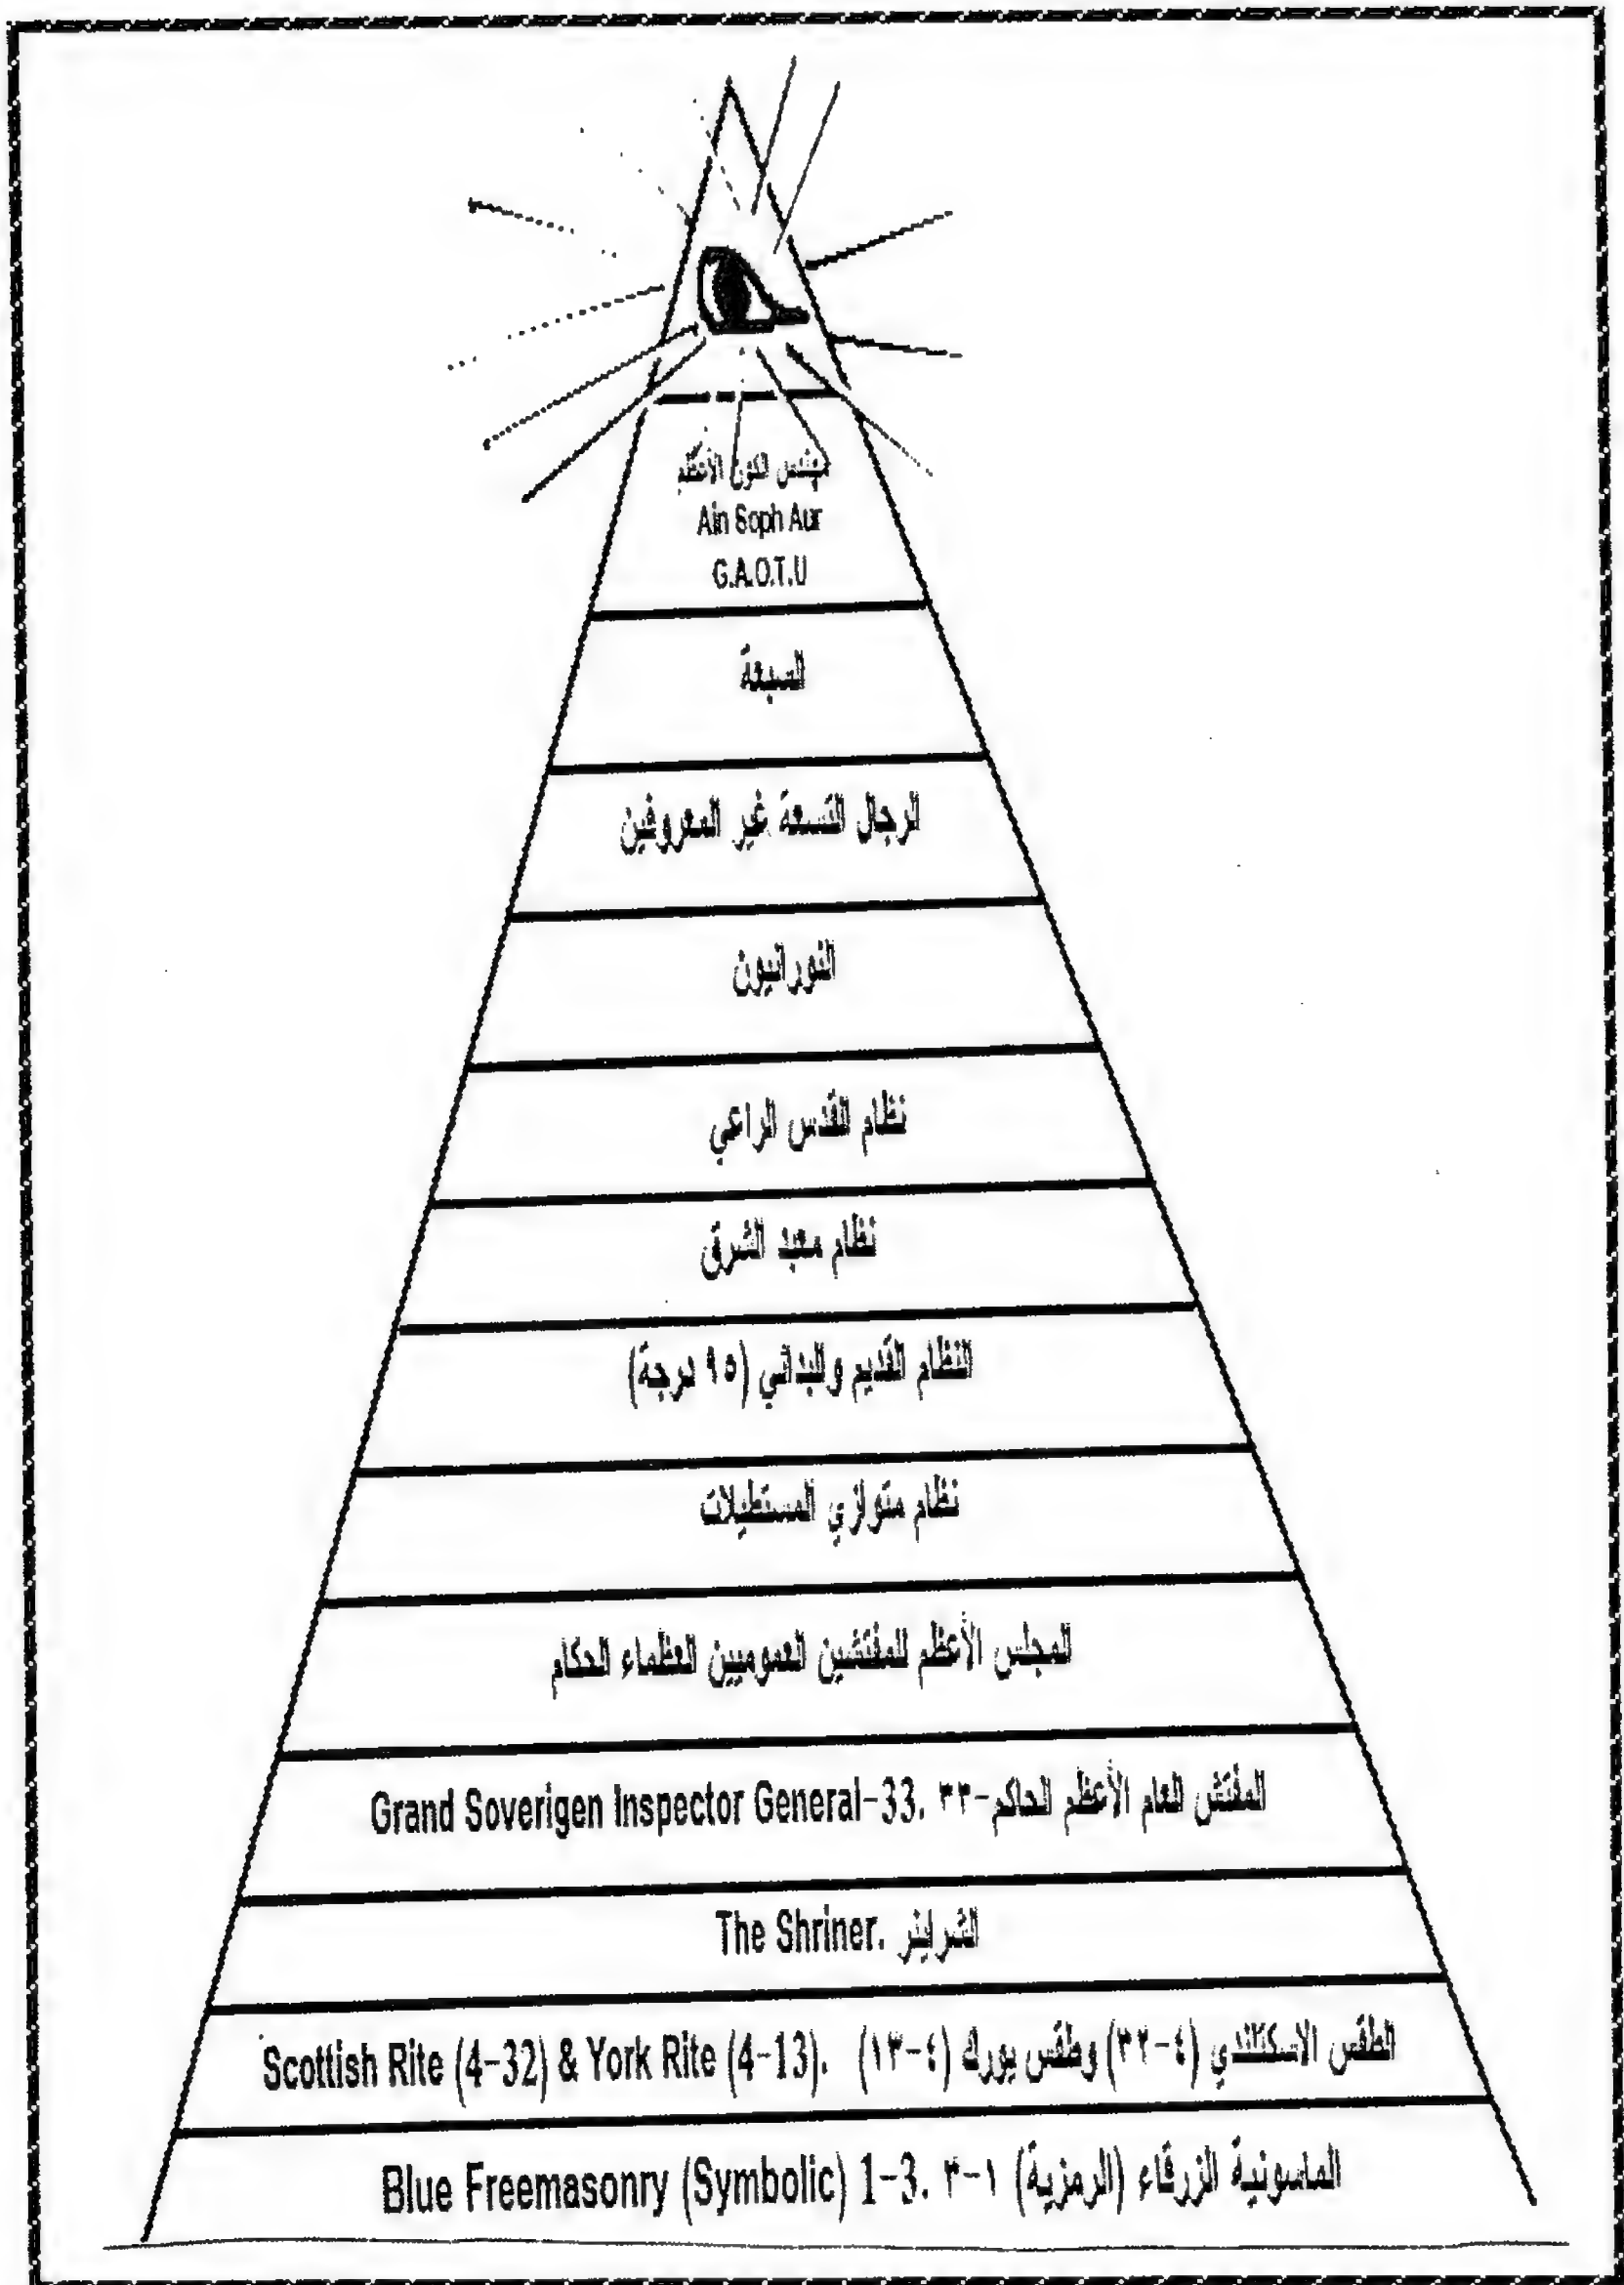 مهندس الكون الأعظم
Ain Soph Aur
G.A.O.T.U
السبعة
الرجال التسعة غير المعروفين
النورانيون
نظام القدس الراعي
نظام معبد الشرق
النظام القديم والبدائي (٩٥ درجة)
نظام متوازي المستطيلات
المجلس الأعظم للمفتشين العموميين العظماء الحكام
المفتش العام الأعظم الحاكم-٣٣ .Grand Soverigen Inspector General-33
الشراينر .The Shriner
الطقس الاسكتلندي (٤-٣٢) وطقس يورك (٤-١٣) .Scottish Rite (4-32) & York Rite (4-13)
الماسونية الزرقاء (الرمزية) ١-٣ .Blue Freemasonry (Symbolic) 1-3